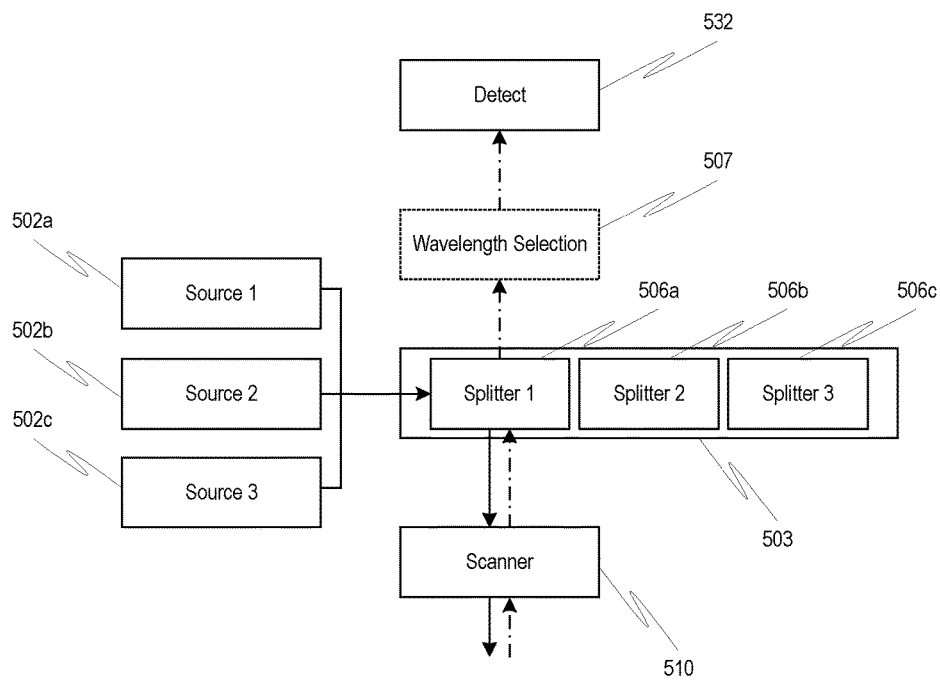 532
Detect
507
Wavelength Selection
502a
Source 1
506a
506b
506c
502b
Source 2
Splitter 1
Splitter 2
Splitter 3
502c
Source 3
503
Scanner
510